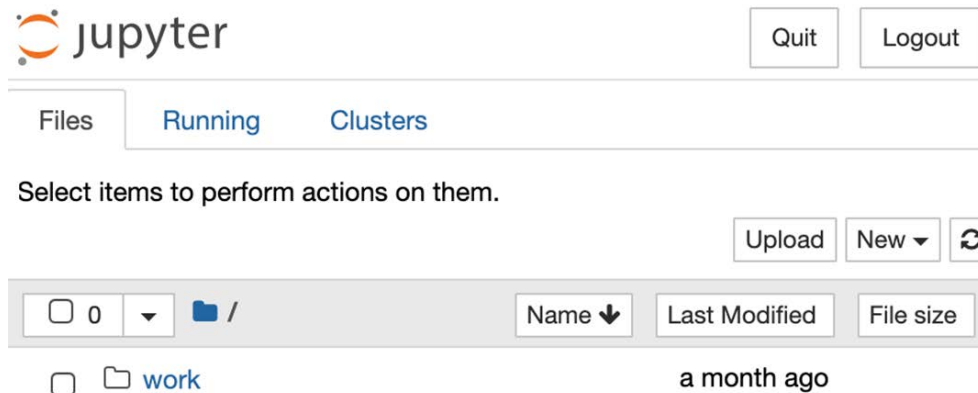 jupyter
Quit Logout
Files Running Clusters
Select items to perform actions on them.
Upload New
0 / Name Last Modified File size
work a month ago